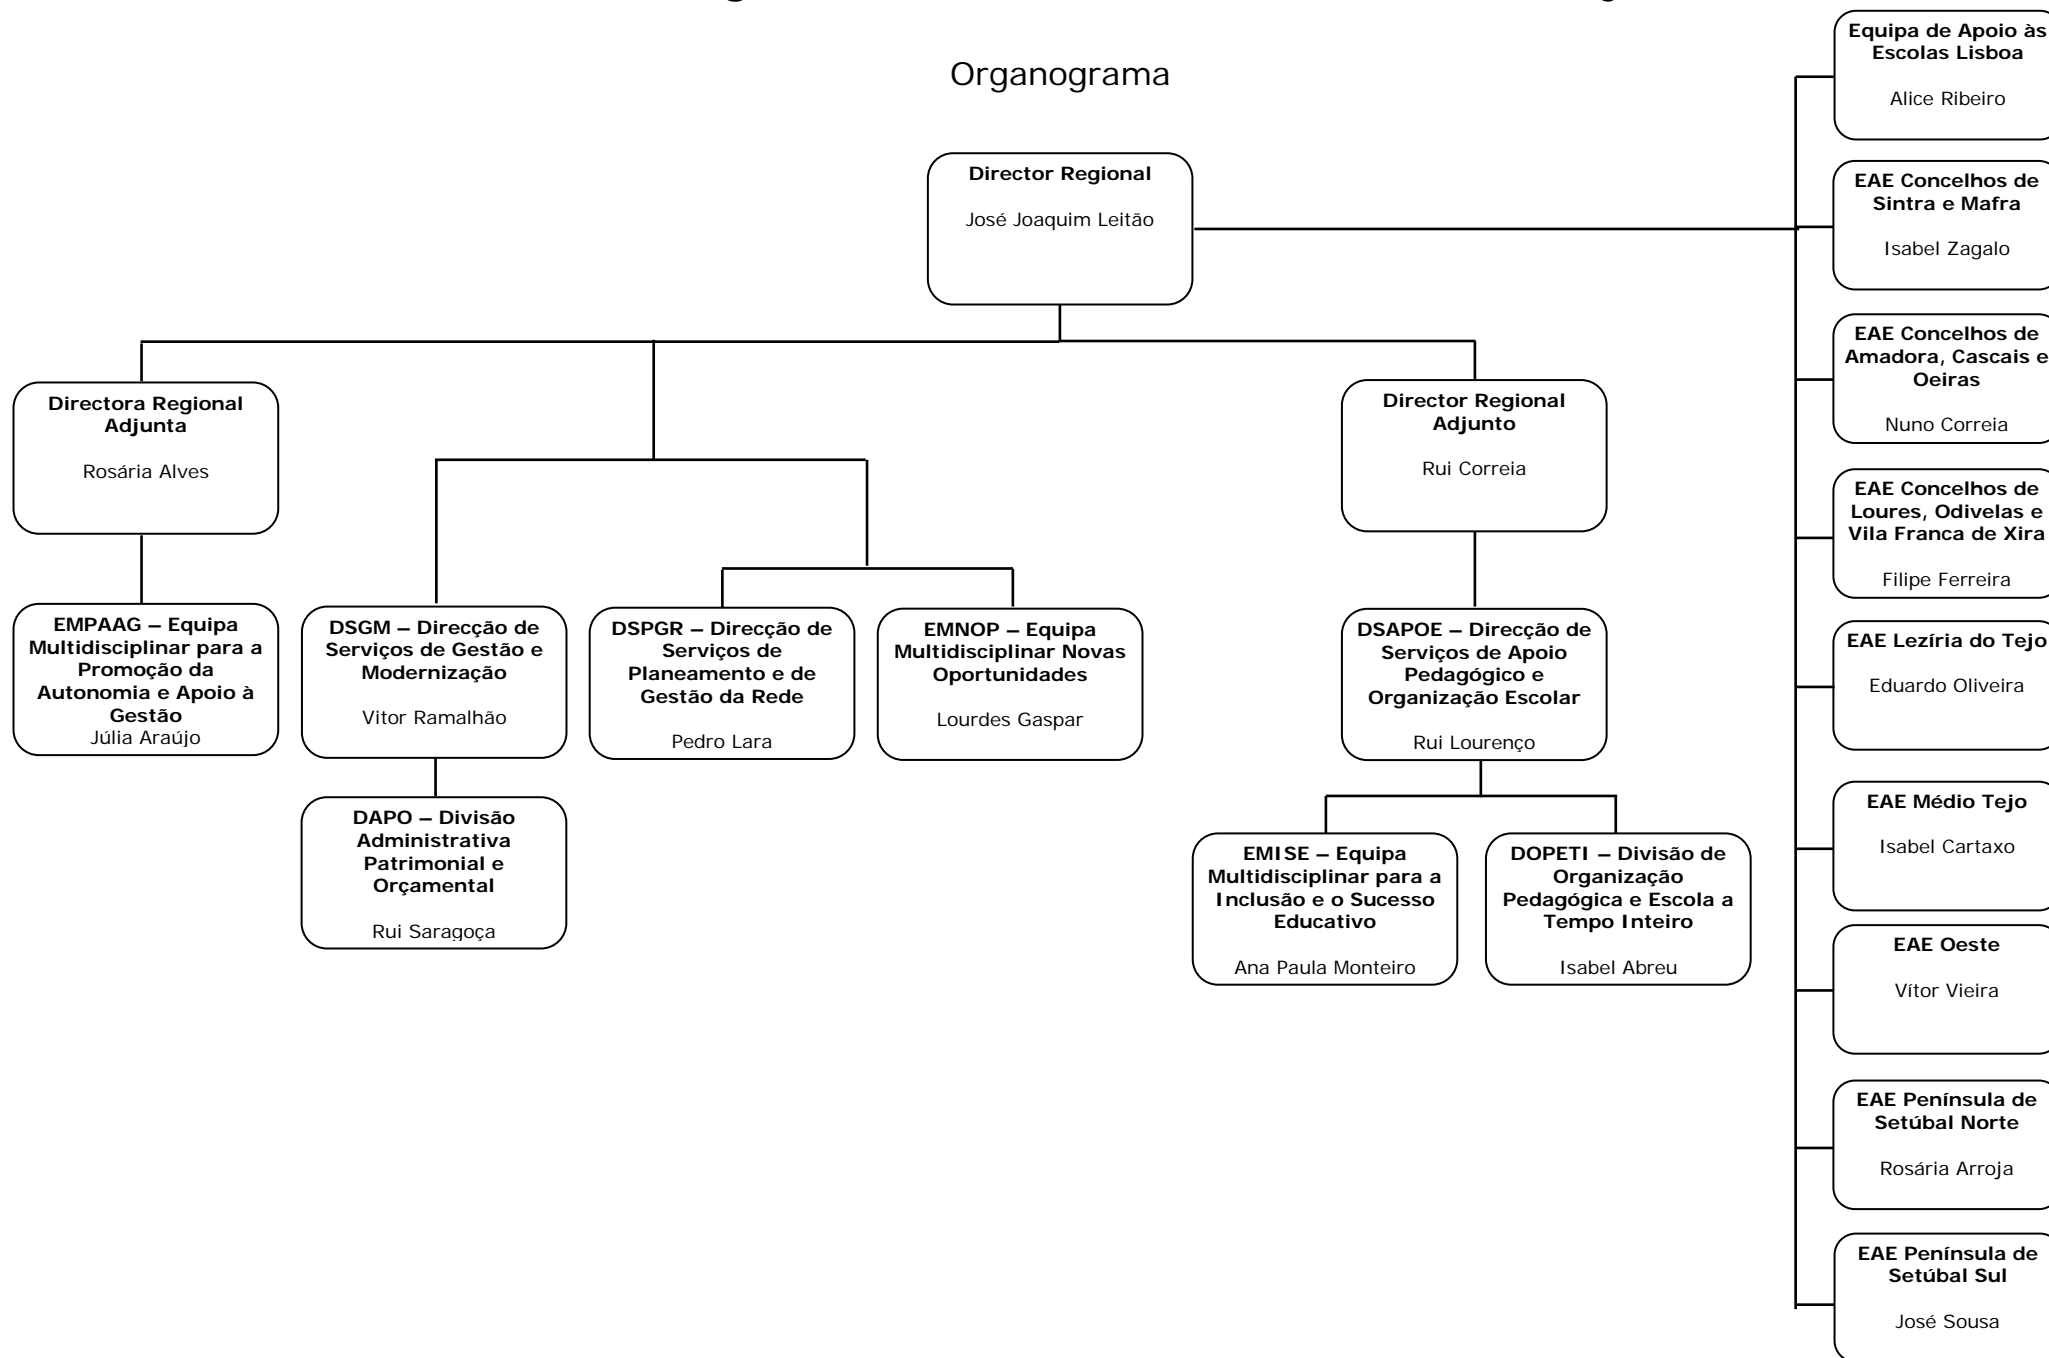 Organograma
Director Regional
José Joaquim Leitão
Directora Regional
Adjunta
Rosária Alves
Director Regional
Adjunto
Rui Correia
EMPAAG – Equipa
Multidisciplinar para a
Promoção da
Autonomia e Apoio à
Gestão
Júlia Araújo
DSGM – Direcção de
Serviços de Gestão e
Modernização
Vitor Ramalhão
DSPGR – Direcção de
Serviços de
Planeamento e de
Gestão da Rede
Pedro Lara
EMNOP – Equipa
Multidisciplinar Novas
Oportunidades
Lourdes Gaspar
DSAPOE – Direcção de
Serviços de Apoio
Pedagógico e
Organização Escolar
Rui Lourenço
DAPO – Divisão
Administrativa
Patrimonial e
Orçamental
Rui Saragoça
EMISE – Equipa
Multidisciplinar para a
Inclusão e o Sucesso
Educativo
Ana Paula Monteiro
DOPETI – Divisão de
Organização
Pedagógica e Escola a
Tempo Inteiro
Isabel Abreu
Equipa de Apoio às
Escolas Lisboa
Alice Ribeiro
EAE Concelhos de
Sintra e Mafra
Isabel Zagalo
EAE Concelhos de
Amadora, Cascais e
Oeiras
Nuno Correia
EAE Concelhos de
Loures, Odivelas e
Vila Franca de Xira
Filipe Ferreira
EAE Lezíria do Tejo
Eduardo Oliveira
EAE Médio Tejo
Isabel Cartaxo
EAE Oeste
Vítor Vieira
EAE Península de
Setúbal Norte
Rosária Arroja
EAE Península de
Setúbal Sul
José Sousa